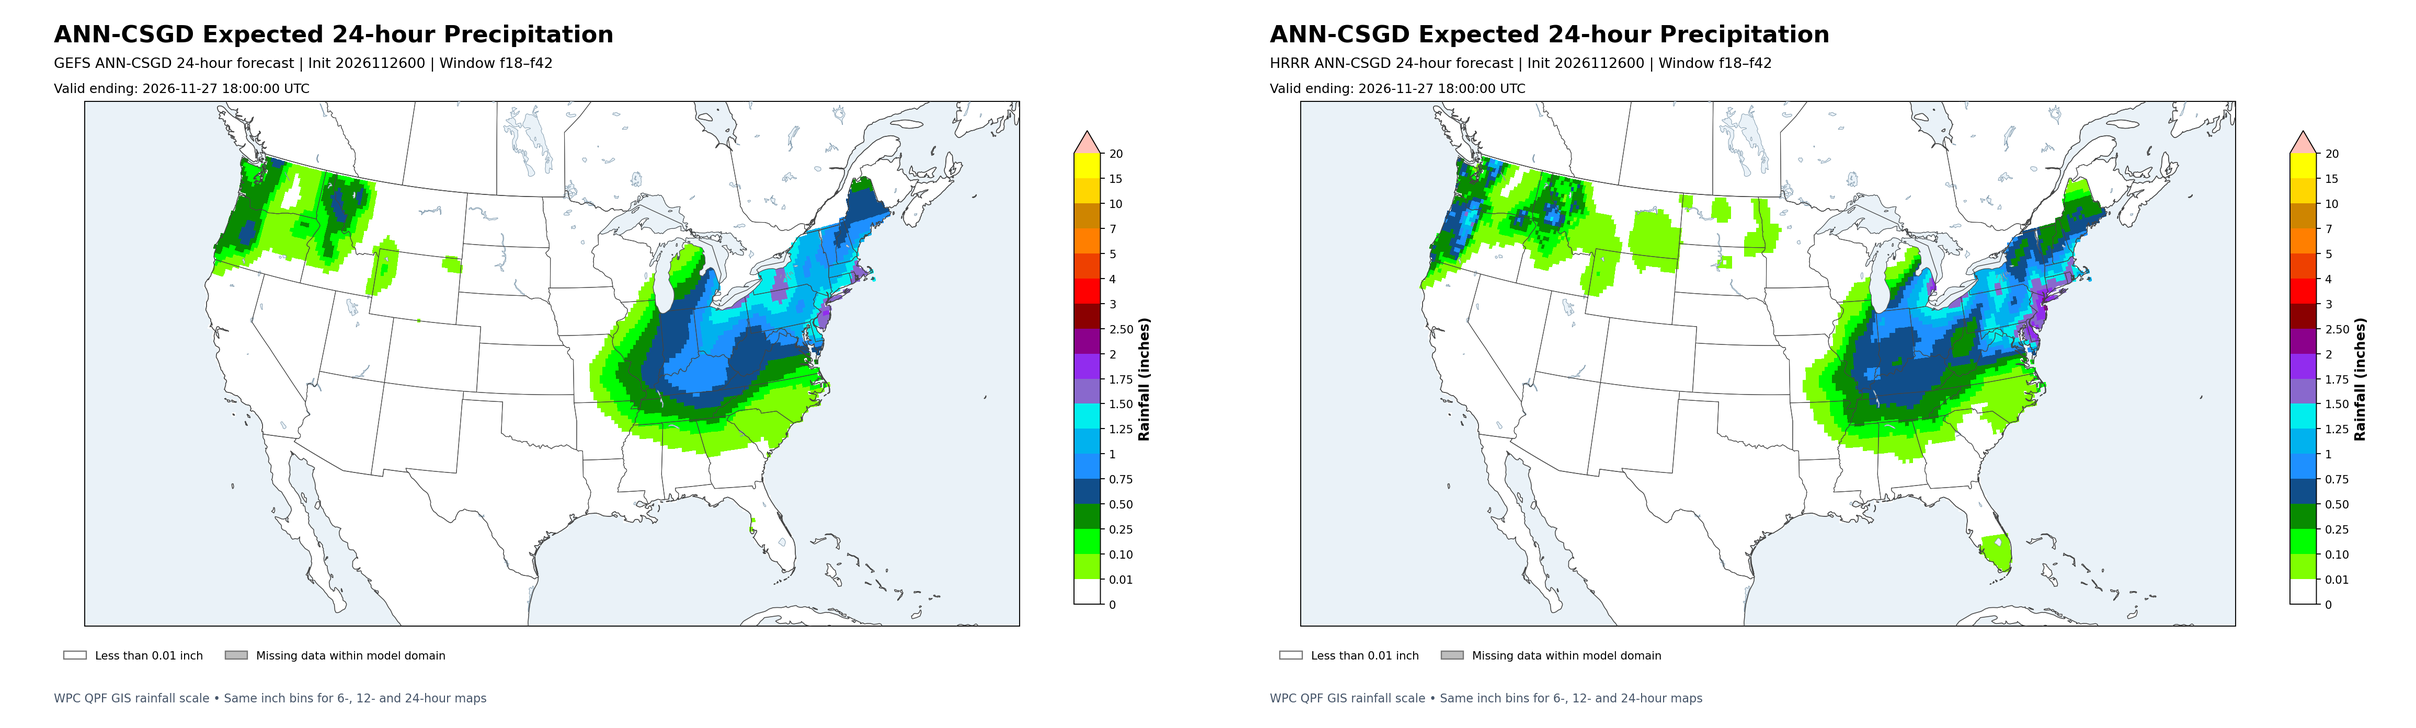 ANN-CSGD Expected 24-hour Precipitation
GEFS ANN-CSGD 24-hour forecast | Init 2026112600 | Window f18–f42
Valid ending: 2026-11-27 18:00:00 UTC
20
15
10
7
5
4
3
2.50
2
1.75
1.50
1.25
1
0.75
0.50
0.25
0.10
0.01
0
Rainfall (inches)
Less than 0.01 inch
Missing data within model domain
WPC QPF GIS rainfall scale • Same inch bins for 6-, 12- and 24-hour maps
ANN-CSGD Expected 24-hour Precipitation
HRRR ANN-CSGD 24-hour forecast | Init 2026112600 | Window f18–f42
Valid ending: 2026-11-27 18:00:00 UTC
20
15
10
7
5
4
3
2.50
2
1.75
1.50
1.25
1
0.75
0.50
0.25
0.10
0.01
0
Rainfall (inches)
Less than 0.01 inch
Missing data within model domain
WPC QPF GIS rainfall scale • Same inch bins for 6-, 12- and 24-hour maps